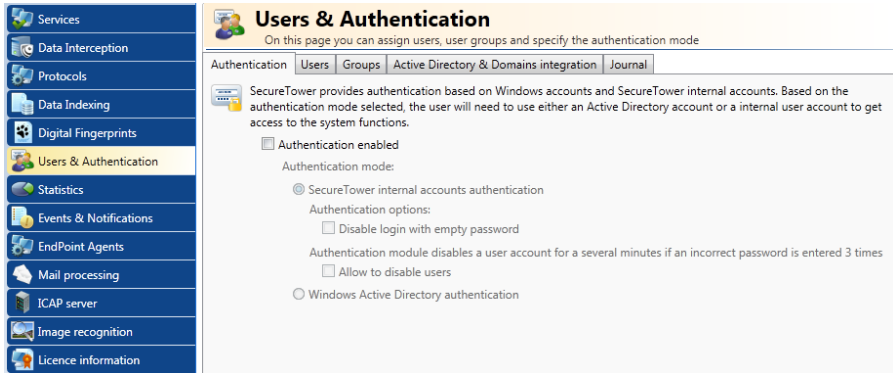 Services
Data Interception
Protocols
Data Indexing
Digital Fingerprints
Users & Authentication
Statistics
Events & Notifications
EndPoint Agents
Mail processing
ICAP server
Image recognition
Licence information
Users & Authentication
On this page you can assign users, user groups and specify the authentication mode
Authentication Users Groups Active Directory & Domains integration Journal
SecureTower provides authentication based on Windows accounts and SecureTower internal accounts. Based on the
authentication mode selected, the user will need to use either an Active Directory account or a internal user account to get
access to the system functions.
Authentication enabled
Authentication mode:
SecureTower internal accounts authentication
Authentication options:
Disable login with empty password
Authentication module disables a user account for a several minutes if an incorrect password is entered 3 times
Allow to disable users
Windows Active Directory authentication